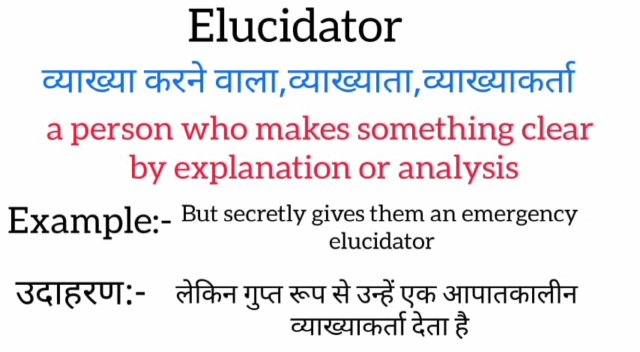 Elucidator
व्याख्या करने वाला,व्याख्याता,व्याख्याकर्ता
a person who makes something clear
by explanation or analysis
Example:- But secretly gives them an emergency
elucidator
उदाहरण:- लेकिन गुप्त रूप से उन्हें एक आपातकालीन
व्याख्याकर्ता देता है